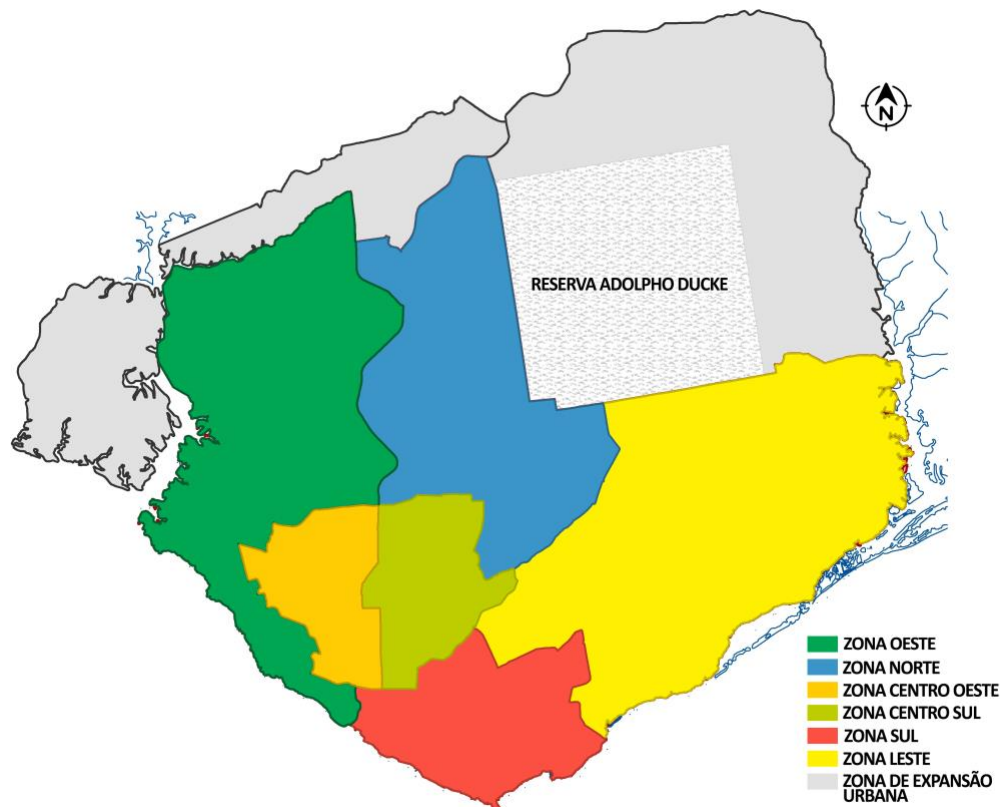 N
RESERVA ADOLPHO DUCKE
ZONA OESTE
ZONA NORTE
ZONA CENTRO OESTE
ZONA CENTRO SUL
ZONA SUL
ZONA LESTE
ZONA DE EXPANSÃO
URBANA